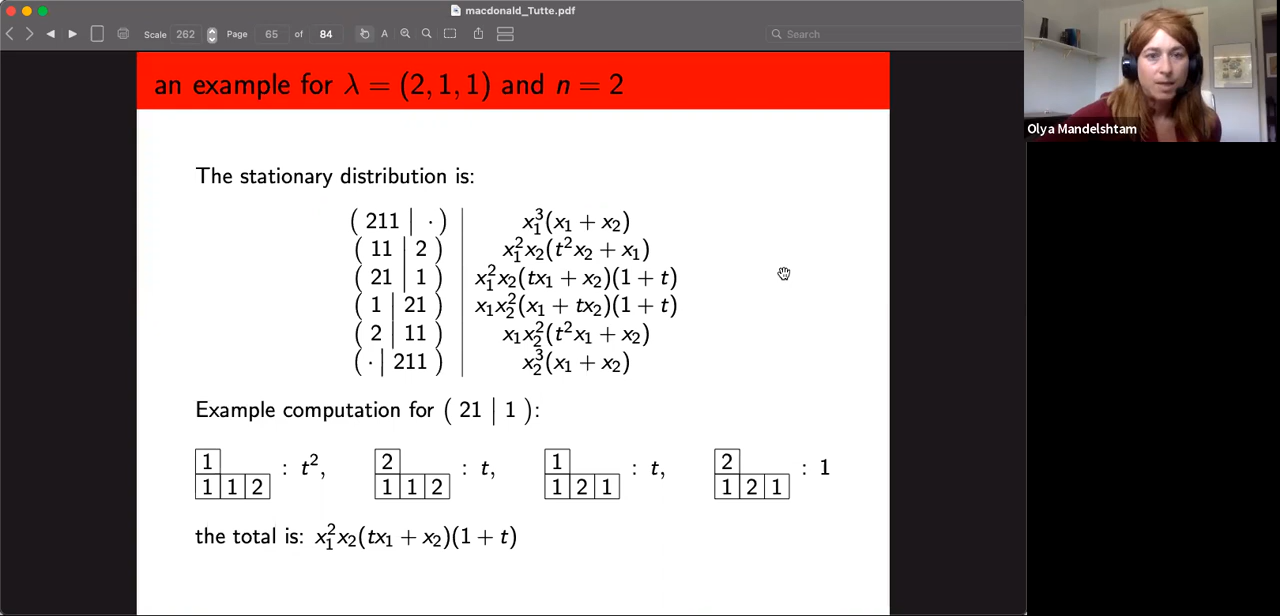 macdonald_Tutte.pdf
Scale 262 Page 65 of 84 A Search
Olya Mandelshtam
an example for λ = (2, 1, 1) and n = 2
The stationary distribution is:
( 211 | · ) | x₁³(x₁ + x₂)
( 11 | 2 ) | x₁²x₂(t²x₂ + x₁)
( 21 | 1 ) | x₁²x₂(tx₁ + x₂)(1 + t)
( 1 | 21 ) | x₁x₂²(x₁ + tx₂)(1 + t)
( 2 | 11 ) | x₁x₂²(t²x₁ + x₂)
( · | 211 ) | x₂³(x₁ + x₂)
Example computation for ( 21 | 1 ):
1 2 1 2
: t², : t, : t, : 1
1 1 2 1 1 2 1 2 1 1 2 1
the total is: x₁²x₂(tx₁ + x₂)(1 + t)